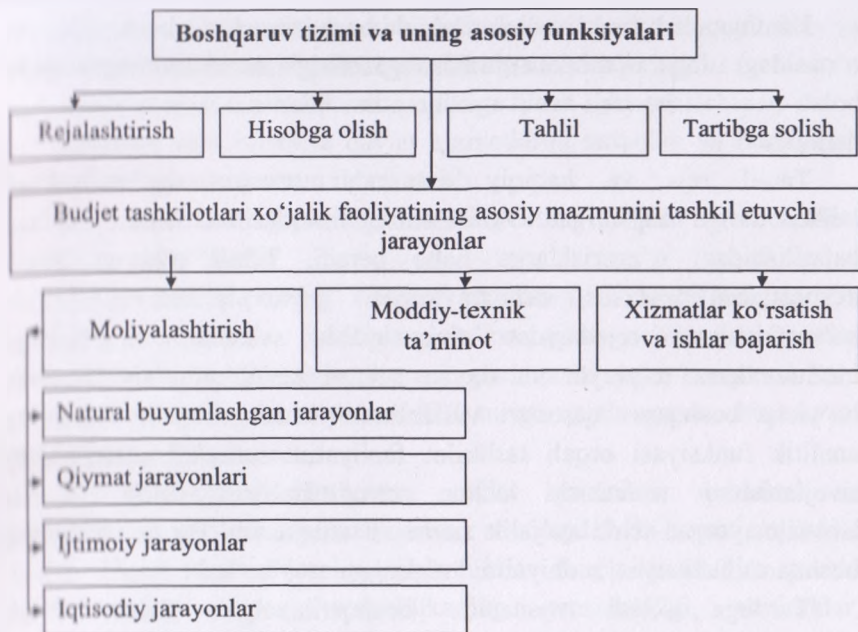 Boshqaruv tizimi va uning asosiy funksiyalari
Rejalashtirish
Hisobga olish
Tahlil
Tartibga solish
Budjet tashkilotlari xo‘jalik faoliyatining asosiy mazmunini tashkil etuvchi
jarayonlar
Moliyalashtirish
Moddiy-texnik
ta’minot
Xizmatlar ko‘rsatish
va ishlar bajarish
Natural buyumlashgan jarayonlar
Qiymat jarayonlari
Ijtimoiy jarayonlar
Iqtisodiy jarayonlar